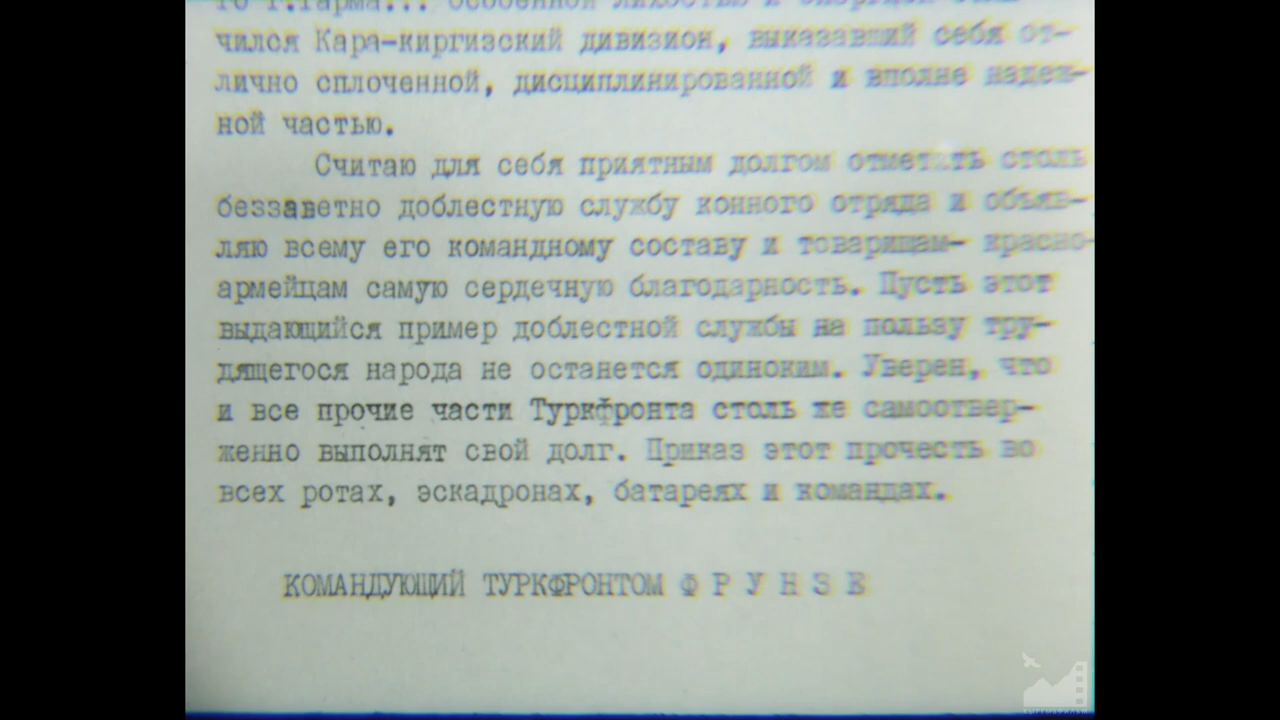 го г.Гарма... Особенной лихостью и
чился Кара-киргизский дивизион, выказавший себя от-
лично сплоченной, дисциплинированной и вполне надеж-
ной частью.
Считаю для себя приятным долгом отметить столь
беззаветно доблестную службу конного отряда и объяв-
ляю всему его командному составу и товарищам- красно-
армейцам самую сердечную благодарность. Пусть этот
выдающийся пример доблестной службы на пользу тру-
дящегося народа не останется одиноким. Уверен, что
и все прочие части Туркфронта столь же самоотвер-
женно выполнят свой долг. Приказ этот прочесть во
всех ротах, эскадронах, батареях и командах.
КОМАНДУЮЩИЙ ТУРКФРОНТОМ Ф Р У Н З Е